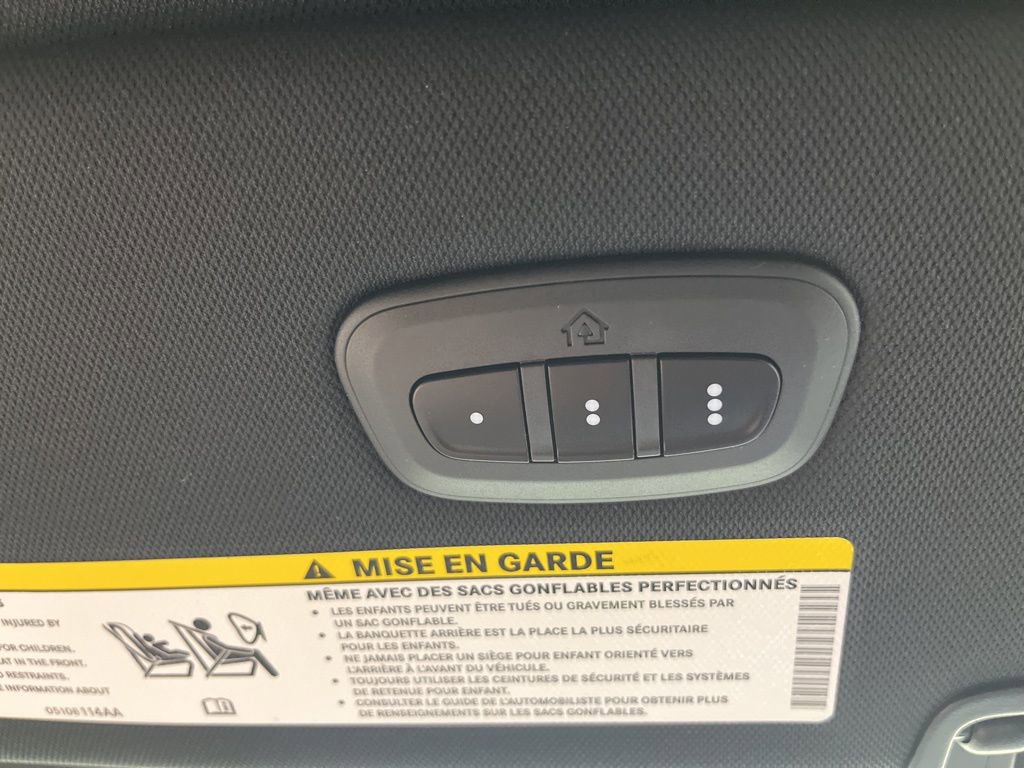 MISE EN GARDE
MÊME AVEC DES SACS GONFLABLES PERFECTIONNÉS
• LES ENFANTS PEUVENT ÊTRE TUÉS OU GRAVEMENT BLESSÉS PAR
UN SAC GONFLABLE.
• LA BANQUETTE ARRIÈRE EST LA PLACE LA PLUS SÉCURITAIRE
POUR LES ENFANTS.
• NE JAMAIS PLACER UN SIÈGE POUR ENFANT ORIENTÉ VERS
L'ARRIÈRE À L'AVANT DU VÉHICULE.
• TOUJOURS UTILISER LES CEINTURES DE SÉCURITÉ ET LES SYSTÈMES
DE RETENUE POUR ENFANT.
• CONSULTER LE GUIDE DE L'AUTOMOBILISTE POUR OBTENIR PLUS
DE RENSEIGNEMENTS SUR LES SACS GONFLABLES.
S
INJURED BY
FOR CHILDREN.
AT IN THE FRONT.
D RESTRAINTS.
E INFORMATION ABOUT
05106114AA